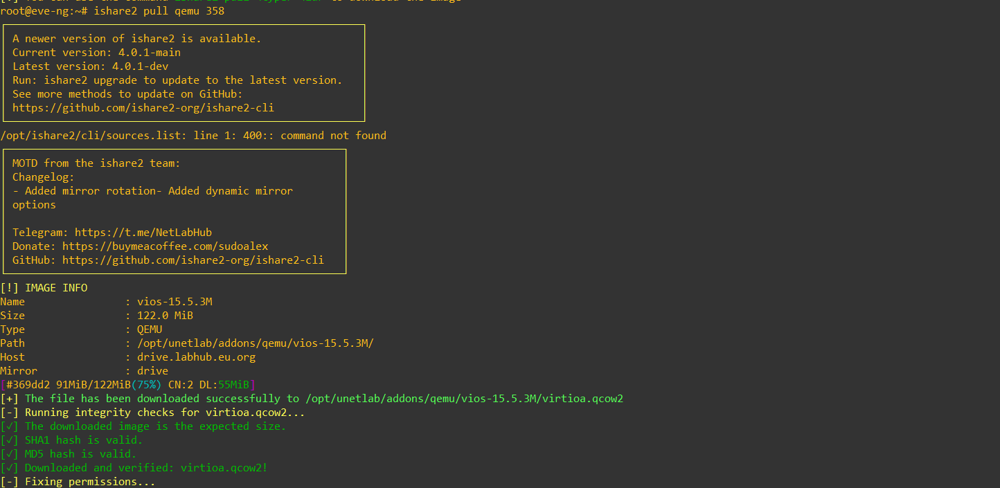 root@eve-ng:~# ishare2 pull qemu 358
A newer version of ishare2 is available.
Current version: 4.0.1-main
Latest version: 4.0.1-dev
Run: ishare2 upgrade to update to the latest version.
See more methods to update on GitHub:
https://github.com/ishare2-org/ishare2-cli
/opt/ishare2/cli/sources.list: line 1: 400:: command not found
MOTD from the ishare2 team:
Changelog:
- Added mirror rotation- Added dynamic mirror
options
Telegram: https://t.me/NetLabHub
Donate: https://buymeacoffee.com/sudoalex
GitHub: https://github.com/ishare2-org/ishare2-cli
[!] IMAGE INFO
Name : vios-15.5.3M
Size : 122.0 MiB
Type : QEMU
Path : /opt/unetlab/addons/qemu/vios-15.5.3M/
Host : drive.labhub.eu.org
Mirror : drive
[#369dd2 91MiB/122MiB(75%) CN:2 DL:55MiB]
[+] The file has been downloaded successfully to /opt/unetlab/addons/qemu/vios-15.5.3M/virtioa.qcow2
[-] Running integrity checks for virtioa.qcow2...
[✓] The downloaded image is the expected size.
[✓] SHA1 hash is valid.
[✓] MD5 hash is valid.
[✓] Downloaded and verified: virtioa.qcow2!
[-] Fixing permissions...